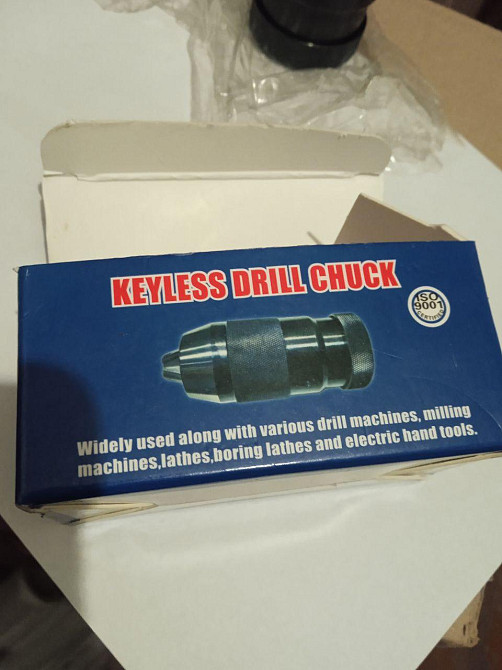 KEYLESS DRILL CHUCK
ISO
9001
CERTIFIED
Widely used along with various drill machines, milling
machines,lathes,boring lathes and electric hand tools.